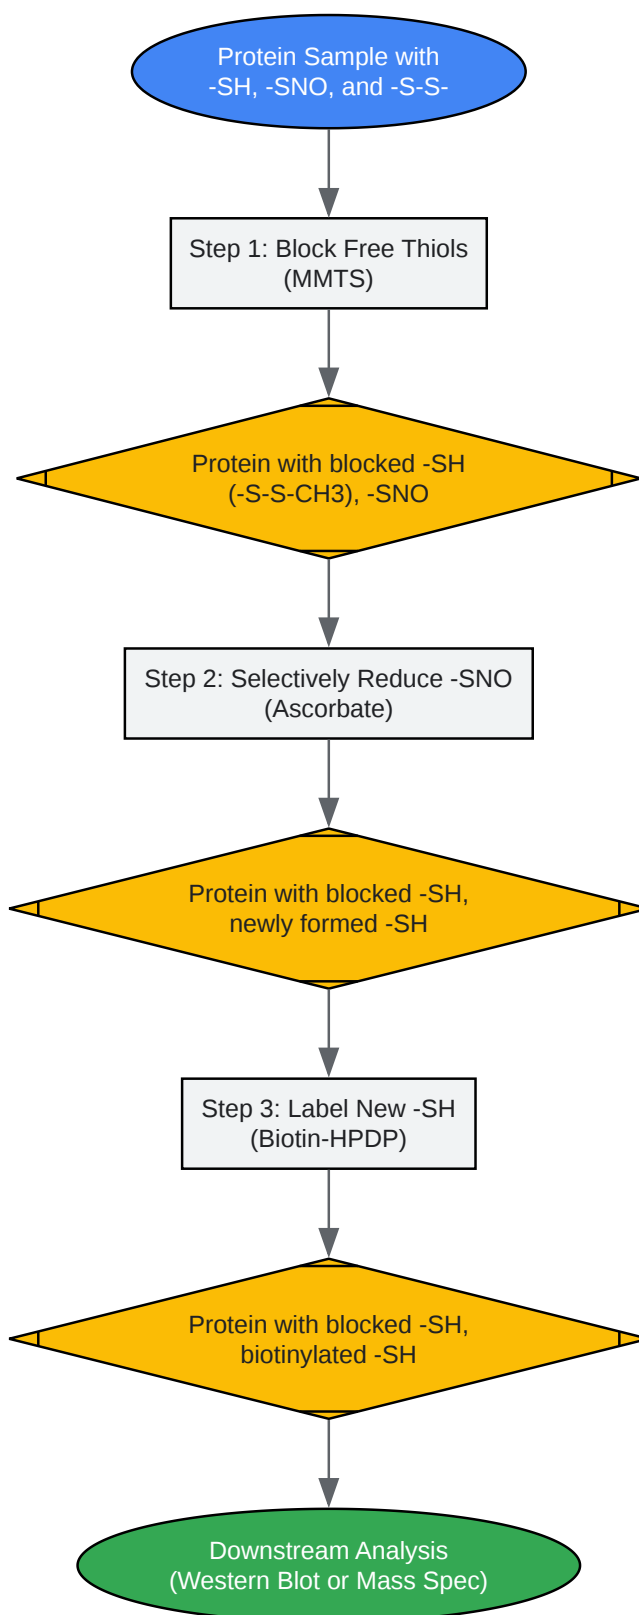 Protein Sample with
-SH, -SNO, and -S-S-
Step 1: Block Free Thiols
(MMTS)
Protein with blocked -SH
(-S-S-CH3), -SNO
Step 2: Selectively Reduce -SNO
(Ascorbate)
Protein with blocked -SH,
newly formed -SH
Step 3: Label New -SH
(Biotin-HPDP)
Protein with blocked -SH,
biotinylated -SH
Downstream Analysis
(Western Blot or Mass Spec)